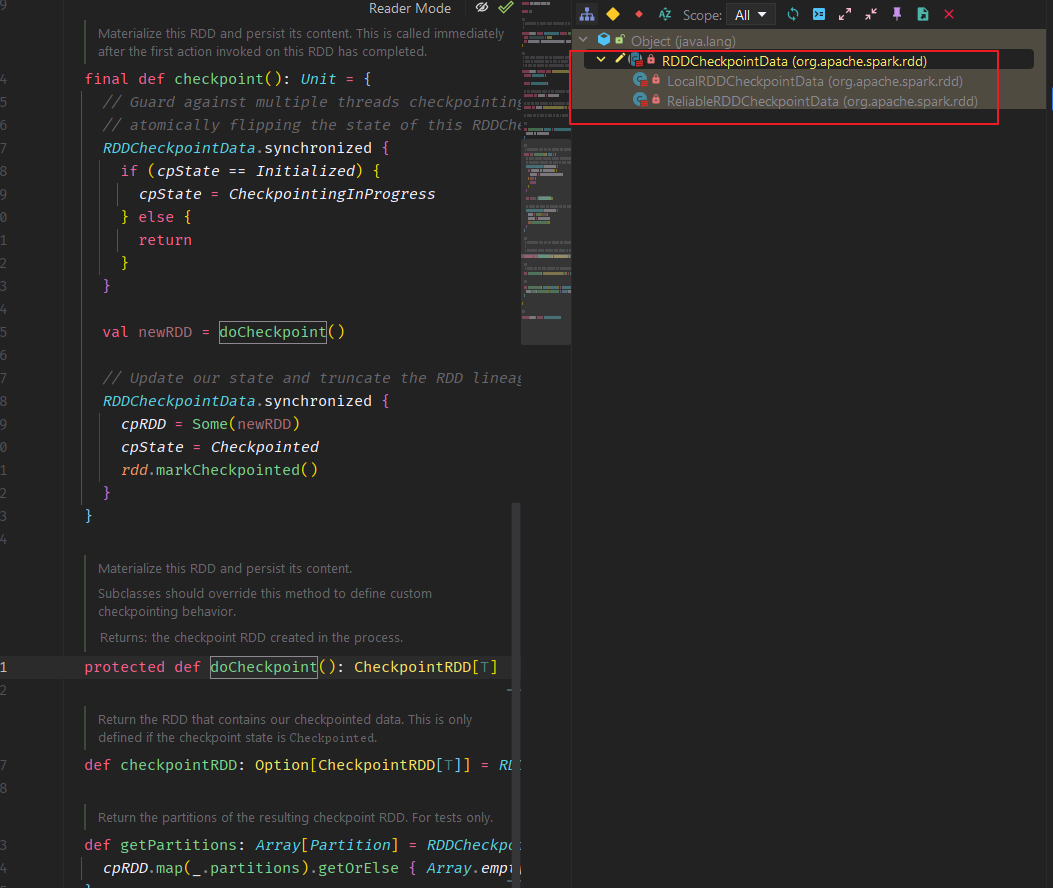 Reader Mode
Scope: All
9
Materialize this RDD and persist its content. This is called immediately
after the first action invoked on this RDD has completed.
4 final def checkpoint(): Unit = {
5 // Guard against multiple threads checkpointing
6 // atomically flipping the state of this RDDChe
7 RDDCheckpointData.synchronized {
8 if (cpState == Initialized) {
9 cpState = CheckpointingInProgress
0 } else {
1 return
2 }
3 }
4
5 val newRDD = doCheckpoint()
6
7 // Update our state and truncate the RDD lineag
8 RDDCheckpointData.synchronized {
9 cpRDD = Some(newRDD)
0 cpState = Checkpointed
1 rdd.markCheckpointed()
2 }
3 }
4
Materialize this RDD and persist its content.
Subclasses should override this method to define custom
checkpointing behavior.
Returns: the checkpoint RDD created in the process.
1 protected def doCheckpoint(): CheckpointRDD[T]
2
Return the RDD that contains our checkpointed data. This is only
defined if the checkpoint state is Checkpointed.
7 def checkpointRDD: Option[CheckpointRDD[T]] = RD
8
Return the partitions of the resulting checkpoint RDD. For tests only.
3 def getPartitions: Array[Partition] = RDDCheckpo
4 cpRDD.map(_.partitions).getOrElse { Array.empt
}
Object (java.lang)
RDDCheckpointData (org.apache.spark.rdd)
LocalRDDCheckpointData (org.apache.spark.rdd)
ReliableRDDCheckpointData (org.apache.spark.rdd)